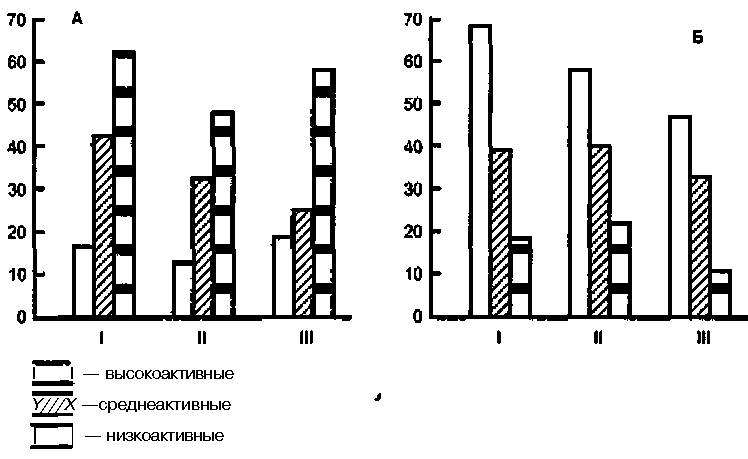 А
70
60
50
40
30
20
10
0
I II III
Б
70
60
50
40
30
20
10
0
I II III
— высокоактивные
Y///X —среднеактивные
— низкоактивные